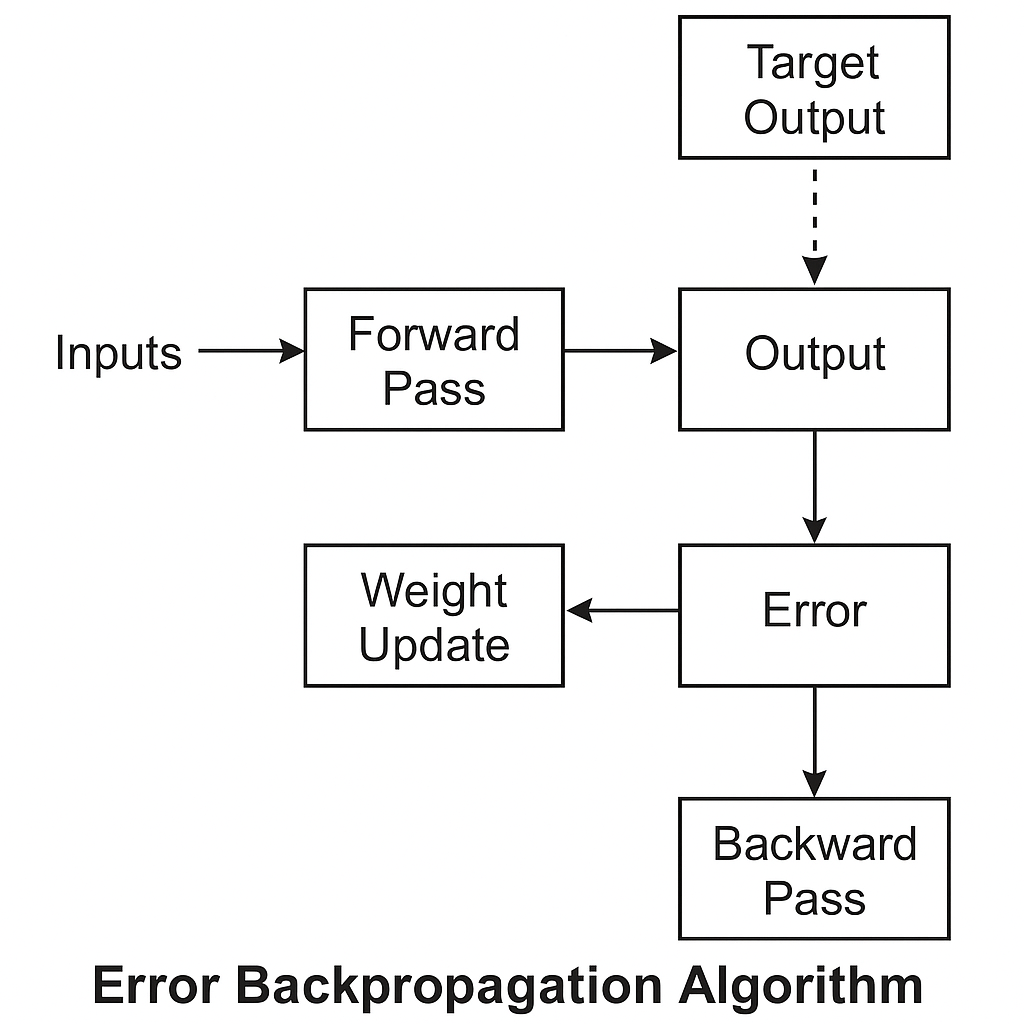 Target
Output
Inputs
Forward
Pass
Output
Weight
Update
Error
Backward
Pass
Error Backpropagation Algorithm